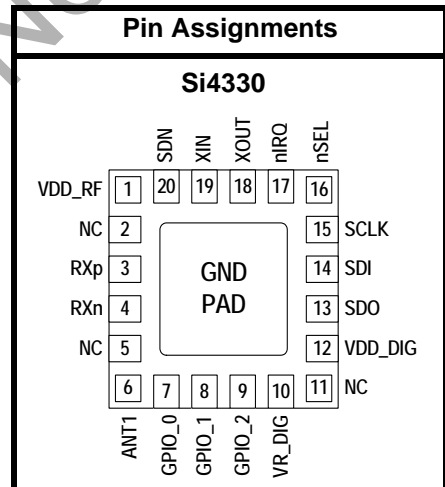 Pin Assignments
Si4330
SDN
XIN
XOUT
nIRQ
nSEL
VDD_RF 1 20 19 18 17 16
NC 2 15 SCLK
RXp 3 GND 14 SDI
RXn 4 PAD 13 SDO
NC 5 12 VDD_DIG
6 7 8 9 10 11 NC
ANT1
GPIO_0
GPIO_1
GPIO_2
VR_DIG